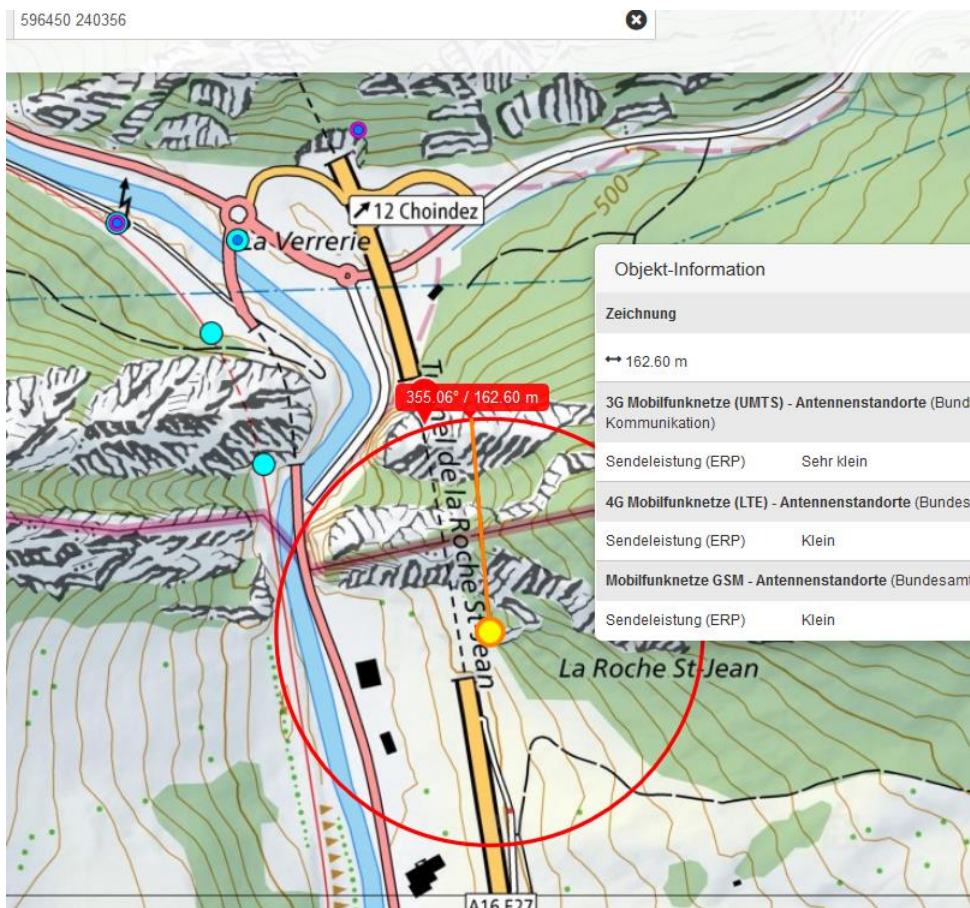 596450 240356
12 Choindez
La Verrerie
500
Objekt-Information
Zeichnung
162.60 m
355.06° / 162.60 m
3G Mobilfunknetze (UMTS) - Antennenstandorte (Bund
Kommunikation)
Sendeleistung (ERP) Sehr klein
4G Mobilfunknetze (LTE) - Antennenstandorte (Bundes
Sendeleistung (ERP) Klein
Mobilfunknetze GSM - Antennenstandorte (Bundesamt
Sendeleistung (ERP) Klein
Tunnel de la Roche St-Jean
La Roche St-Jean
A16 E27